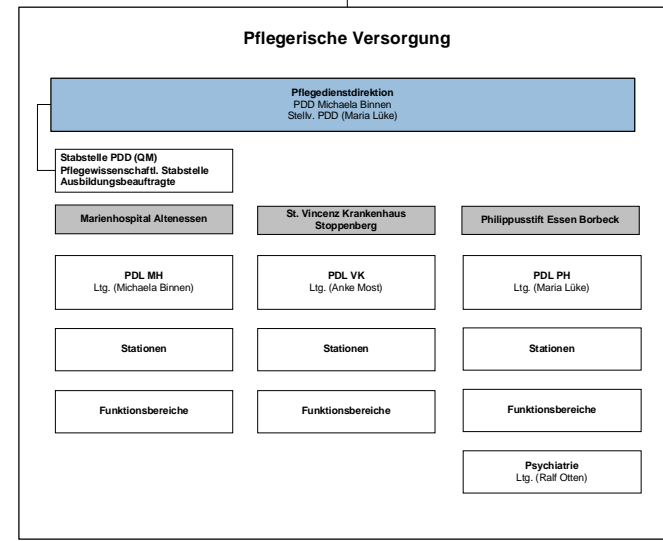 Pflegerische Versorgung
Pflegedienstdirektion
PDD Michaela Binnen
Stellv. PDD (Maria Lüke)
Stabstelle PDD (QM)
Pflegewissenschaftl. Stabstelle
Ausbildungsbeauftragte
Marienhospital Altenessen
St. Vincenz Krankenhaus
Stoppenberg
Philippusstift Essen Borbeck
PDL MH
Ltg. (Michaela Binnen)
PDL VK
Ltg. (Anke Most)
PDL PH
Ltg. (Maria Lüke)
Stationen
Stationen
Stationen
Funktionsbereiche
Funktionsbereiche
Funktionsbereiche
Psychiatrie
Ltg. (Ralf Otten)